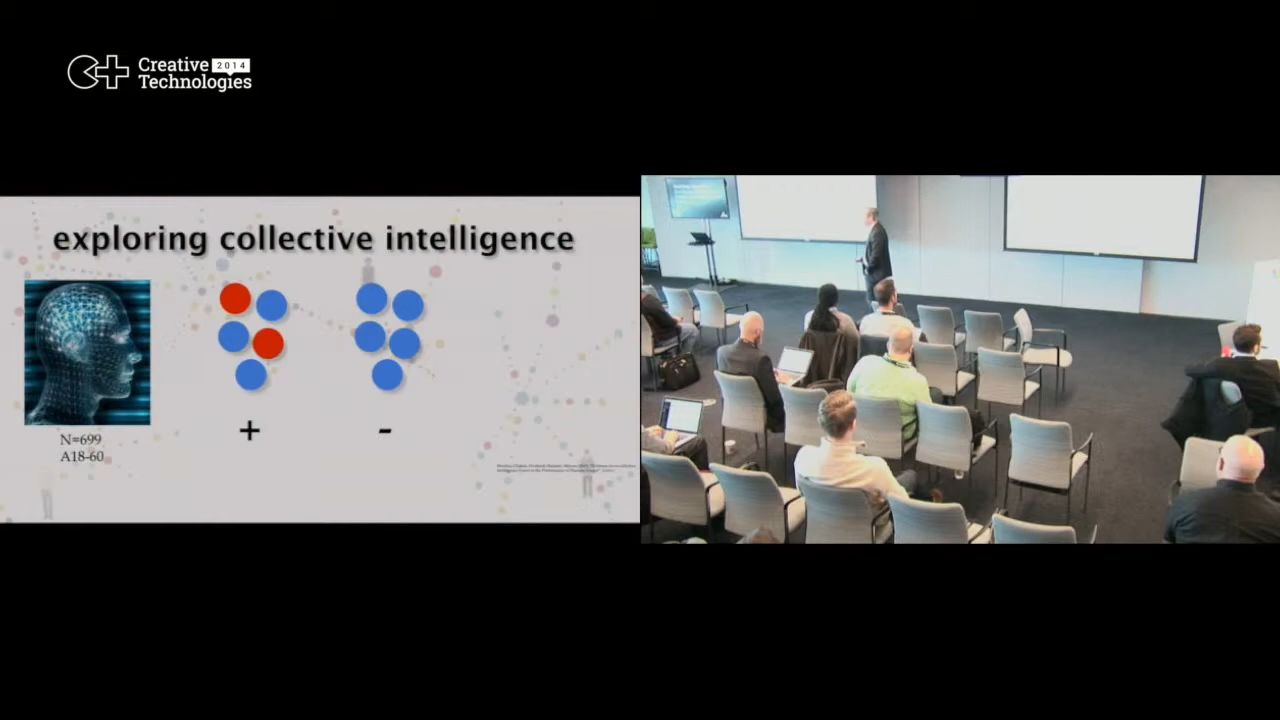 Creative 2014
Technologies
exploring collective intelligence
N=699
A18-60
+
-